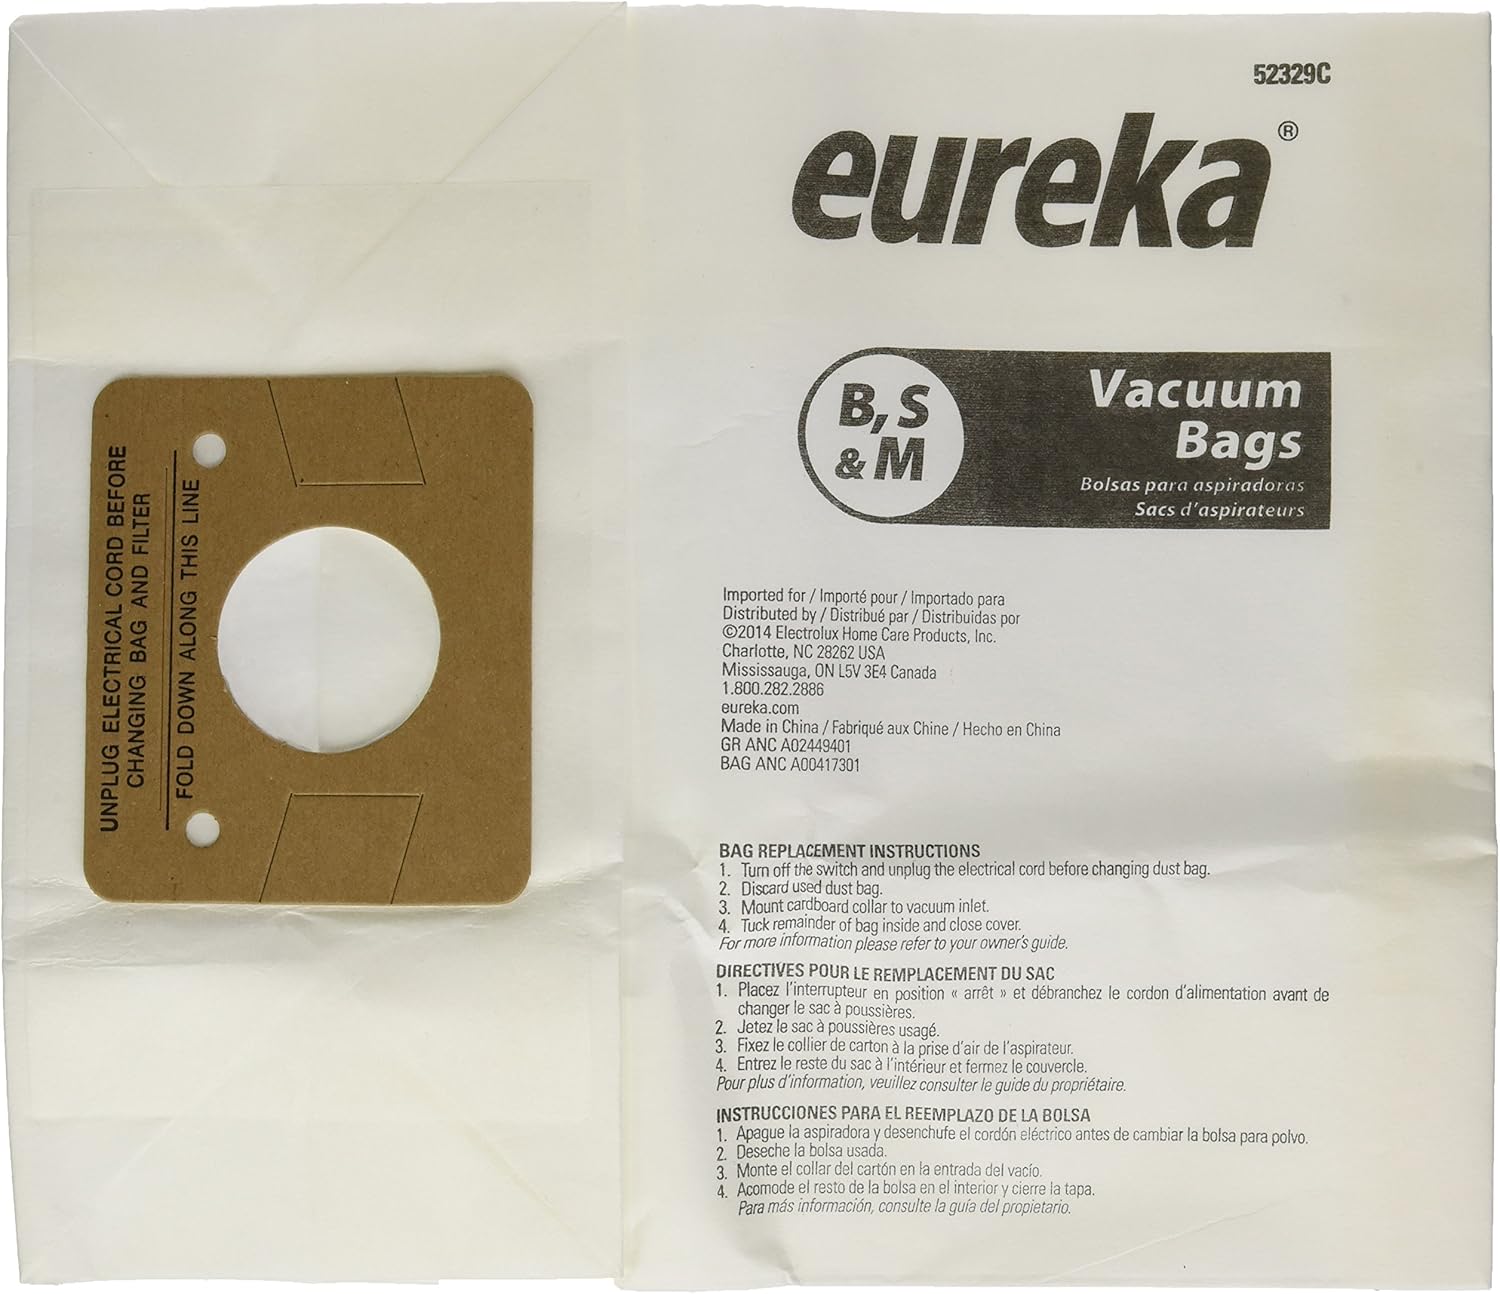 52329C
eureka®
B, S
& M
Vacuum
Bags
Bolsas para aspiradoras
Sacs d'aspirateurs
UNPLUG ELECTRICAL CORD BEFORE
CHANGING BAG AND FILTER
FOLD DOWN ALONG THIS LINE
Imported for / Importé pour / Importado para
Distributed by / Distribué par / Distribuidas por
©2014 Electrolux Home Care Products, Inc.
Charlotte, NC 28262 USA
Mississauga, ON L5V 3E4 Canada
1.800.282.2886
eureka.com
Made in China / Fabriqué aux Chine / Hecho en China
GR ANC A02449401
BAG ANC A00417301
BAG REPLACEMENT INSTRUCTIONS
1. Turn off the switch and unplug the electrical cord before changing dust bag.
2. Discard used dust bag.
3. Mount cardboard collar to vacuum inlet.
4. Tuck remainder of bag inside and close cover.
For more information please refer to your owner's guide.
DIRECTIVES POUR LE REMPLACEMENT DU SAC
1. Placez l'interrupteur en position « arrêt » et débranchez le cordon d'alimentation avant de
changer le sac à poussières.
2. Jetez le sac à poussières usagé.
3. Fixez le collier de carton à la prise d'air de l'aspirateur.
4. Entrez le reste du sac à l'intérieur et fermez le couvercle.
Pour plus d'information, veuillez consulter le guide du propriétaire.
INSTRUCCIONES PARA EL REEMPLAZO DE LA BOLSA
1. Apague la aspiradora y desenchufe el cordón eléctrico antes de cambiar la bolsa para polvo.
2. Deseche la bolsa usada.
3. Monte el collar del cartón en la entrada del vacío.
4. Acomode el resto de la bolsa en el interior y cierre la tapa.
Para más información, consulte la guía del propietario.